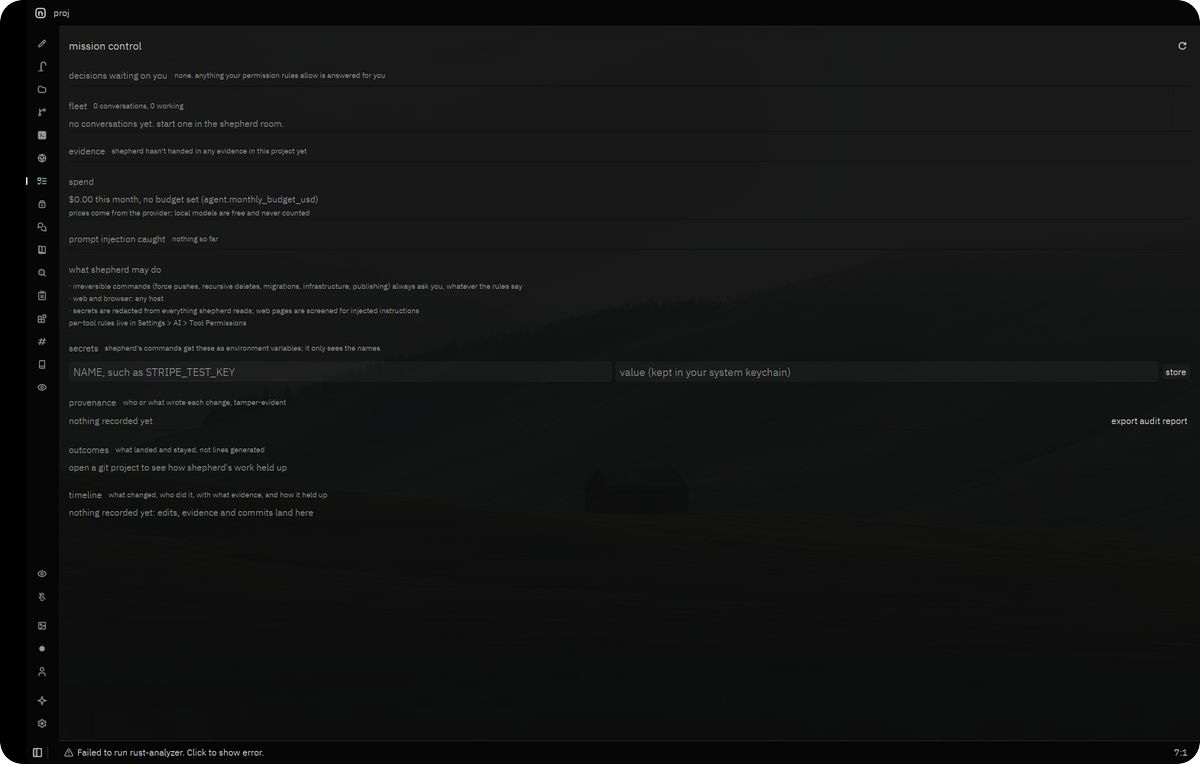 proj
mission control
decisions waiting on you none. anything your permission rules allow is answered for you
fleet 0 conversations, 0 working
no conversations yet. start one in the shepherd room.
evidence shepherd hasn't handed in any evidence in this project yet
spend
$0.00 this month, no budget set (agent.monthly_budget_usd)
prices come from the provider; local models are free and never counted
prompt injection caught nothing so far
what shepherd may do
· irreversible commands (force pushes, recursive deletes, migrations, infrastructure, publishing) always ask you, whatever the rules say
· web and browser: any host
· secrets are redacted from everything shepherd reads; web pages are screened for injected instructions
per-tool rules live in Settings > AI > Tool Permissions
secrets shepherd's commands get these as environment variables; it only sees the names
NAME, such as STRIPE_TEST_KEY value (kept in your system keychain) store
provenance who or what wrote each change, tamper-evident
nothing recorded yet export audit report
outcomes what landed and stayed, not lines generated
open a git project to see how shepherd's work held up
timeline what changed, who did it, with what evidence, and how it held up
nothing recorded yet: edits, evidence and commits land here
Failed to run rust-analyzer. Click to show error. 7:1